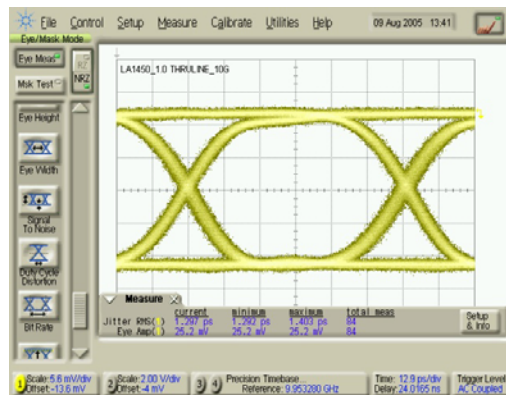 File Control Setup Measure Calibrate Utilities Help 09 Aug 2005 13:41
Eye/Mask Mode
Eye Meas
NRZ
Msk Test
LA1450_1.0 THRULINE_10G
Eye Height
Eye Width
Signal
To Noise
Duty Cycle
Distortion
Bit Rate
Measure
current minimum maximum total meas
Jitter RMS(1) 1.297 ps 1.292 ps 1.403 ps 84
Eye Amp(1) 25.2 mV 25.2 mV 25.2 mV 84
Setup
& Info
1 Scale:5.6 mV/div 2 Scale:2.00 V/div 3 4 Precision Timebase... Time: 12.9 ps/div Trigger Level
Offset:-13.6 mV Offset:-4 mV Reference: 9.953280 GHz Delay:24.0165 ns AC Coupled